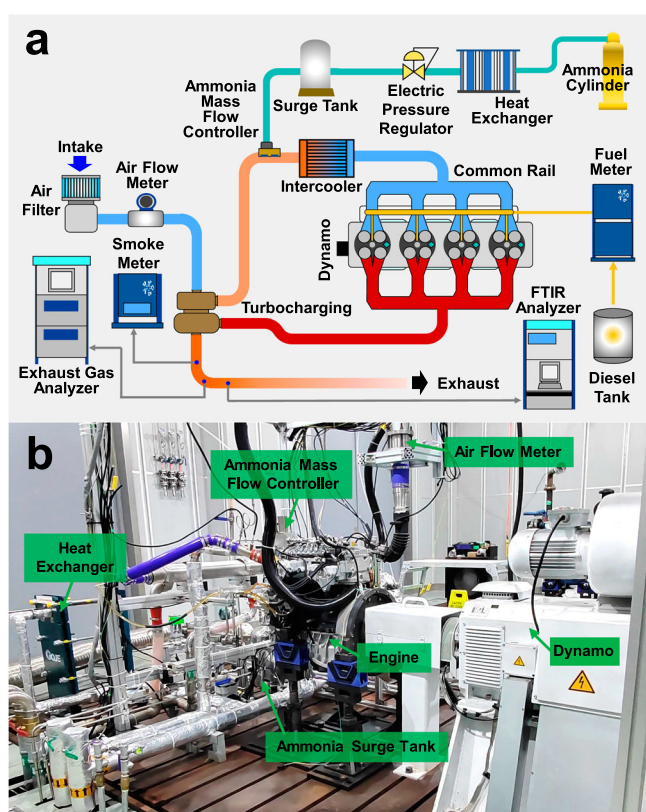 a
Ammonia
Mass
Flow
Controller
Surge Tank
Electric
Pressure
Regulator
Heat
Exchanger
Ammonia
Cylinder
Intake
Air
Filter
Air Flow
Meter
Intercooler
Common Rail
Fuel
Meter
Dynamo
Smoke
Meter
Turbocharging
FTIR
Analyzer
Exhaust Gas
Analyzer
Exhaust
Diesel
Tank
b
Ammonia Mass
Flow Controller
Air Flow Meter
Heat
Exchanger
Engine
Dynamo
Ammonia Surge Tank